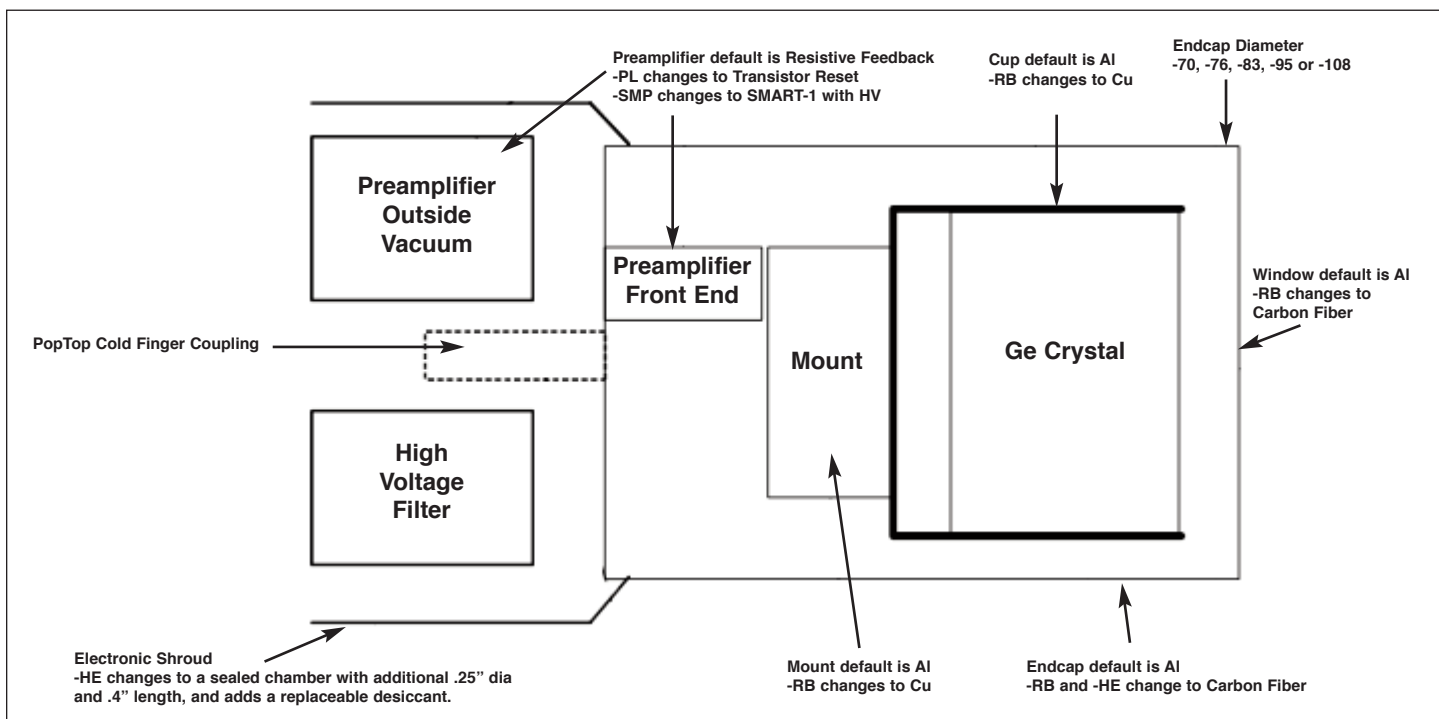 Preamplifier default is Resistive Feedback
-PL changes to Transistor Reset
-SMP changes to SMART-1 with HV
Cup default is Al
-RB changes to Cu
Endcap Diameter
-70, -76, -83, -95 or -108
Preamplifier
Outside
Vacuum
Preamplifier
Front End
Window default is Al
-RB changes to
Carbon Fiber
PopTop Cold Finger Coupling
Mount
Ge Crystal
High
Voltage
Filter
Electronic Shroud
-HE changes to a sealed chamber with additional .25” dia
and .4” length, and adds a replaceable desiccant.
Mount default is Al
-RB changes to Cu
Endcap default is Al
-RB and -HE change to Carbon Fiber